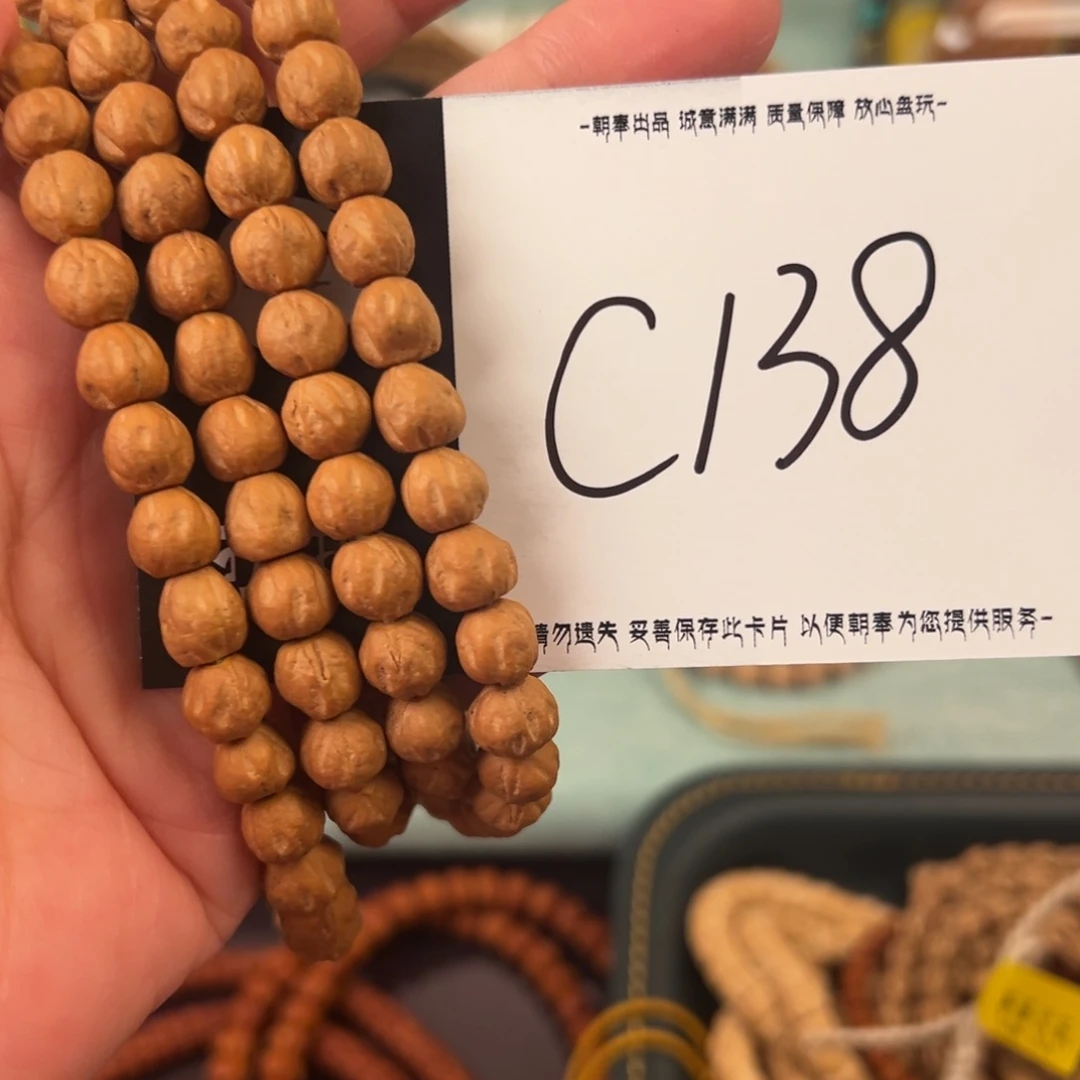 -朝奉出品 诚意满满 质量保障 放心盘玩-
C138
请勿遗失 妥善保存此卡片 以便朝奉为您提供服务-